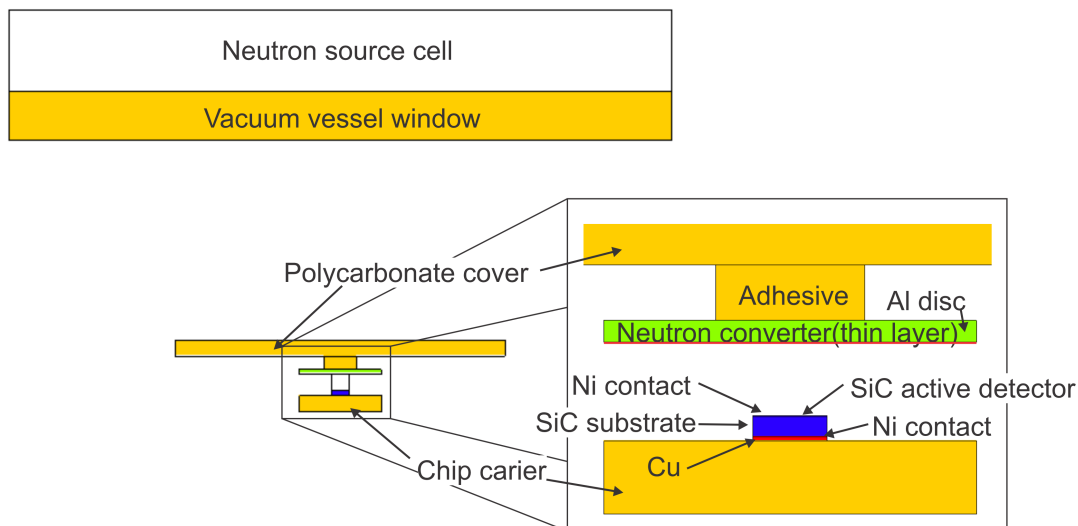 Neutron source cell
Vacuum vessel window
Polycarbonate cover
Adhesive
Al disc
Neutron converter(thin layer)
Ni contact
SiC active detector
SiC substrate
Ni contact
Cu
Chip carier